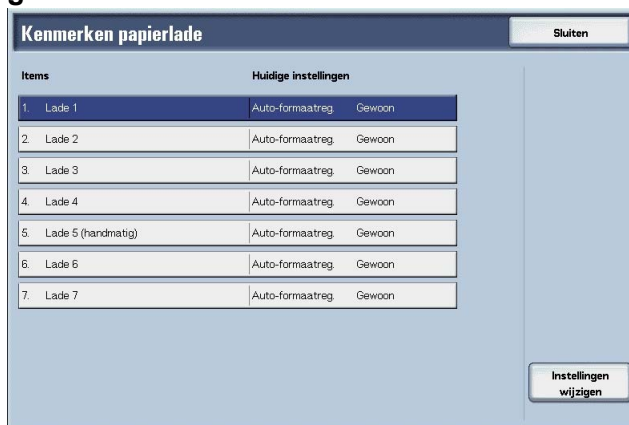 Kenmerken papierlade
Sluiten
Items Huidige instellingen
1. Lade 1 Auto-formaatreg. Gewoon
2. Lade 2 Auto-formaatreg. Gewoon
3. Lade 3 Auto-formaatreg. Gewoon
4. Lade 4 Auto-formaatreg. Gewoon
5. Lade 5 (handmatig) Auto-formaatreg. Gewoon
6. Lade 6 Auto-formaatreg. Gewoon
7. Lade 7 Auto-formaatreg. Gewoon
Instellingen
wijzigen